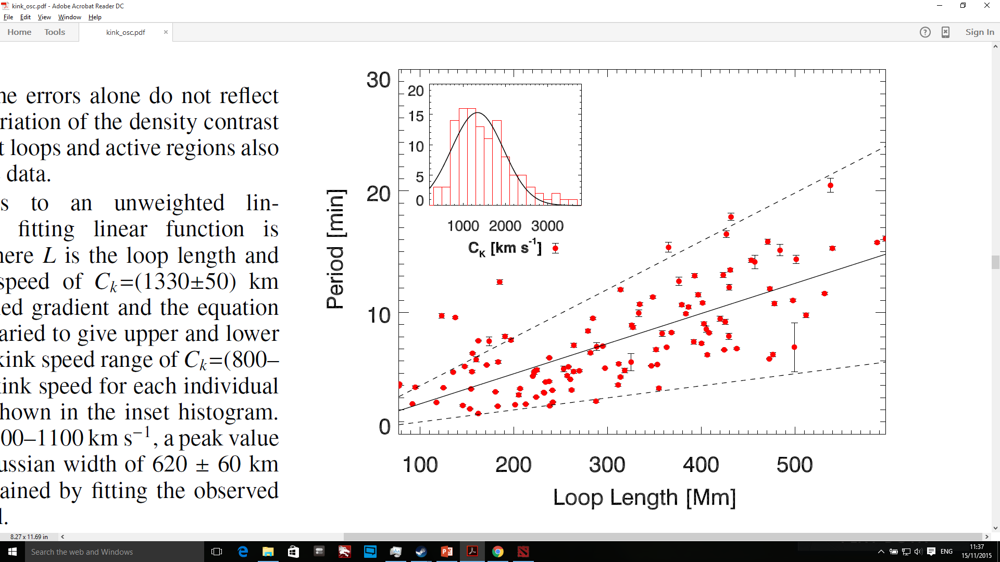 kink_osc.pdf - Adobe Acrobat Reader DC
File Edit View Window Help
Home Tools kink_osc.pdf × Sign In
ne errors alone do not reflect
riation of the density contrast
t loops and active regions also
data.
s to an unweighted lin-
fitting linear function is
here L is the loop length and
speed of Cₖ=(1330±50) km
ied gradient and the equation
aried to give upper and lower
kink speed range of Cₖ=(800–
kink speed for each individual
hown in the inset histogram.
00–1100 km s⁻¹, a peak value
ussian width of 620 ± 60 km
ained by fitting the observed
l.
30
20
10
0
Period [min]
20
15
10
5
0
1000 2000 3000
C_K [km s⁻¹]
100 200 300 400 500
Loop Length [Mm]
8.27 x 11.69 in
Search the web and Windows
ENG
11:37
15/11/2015